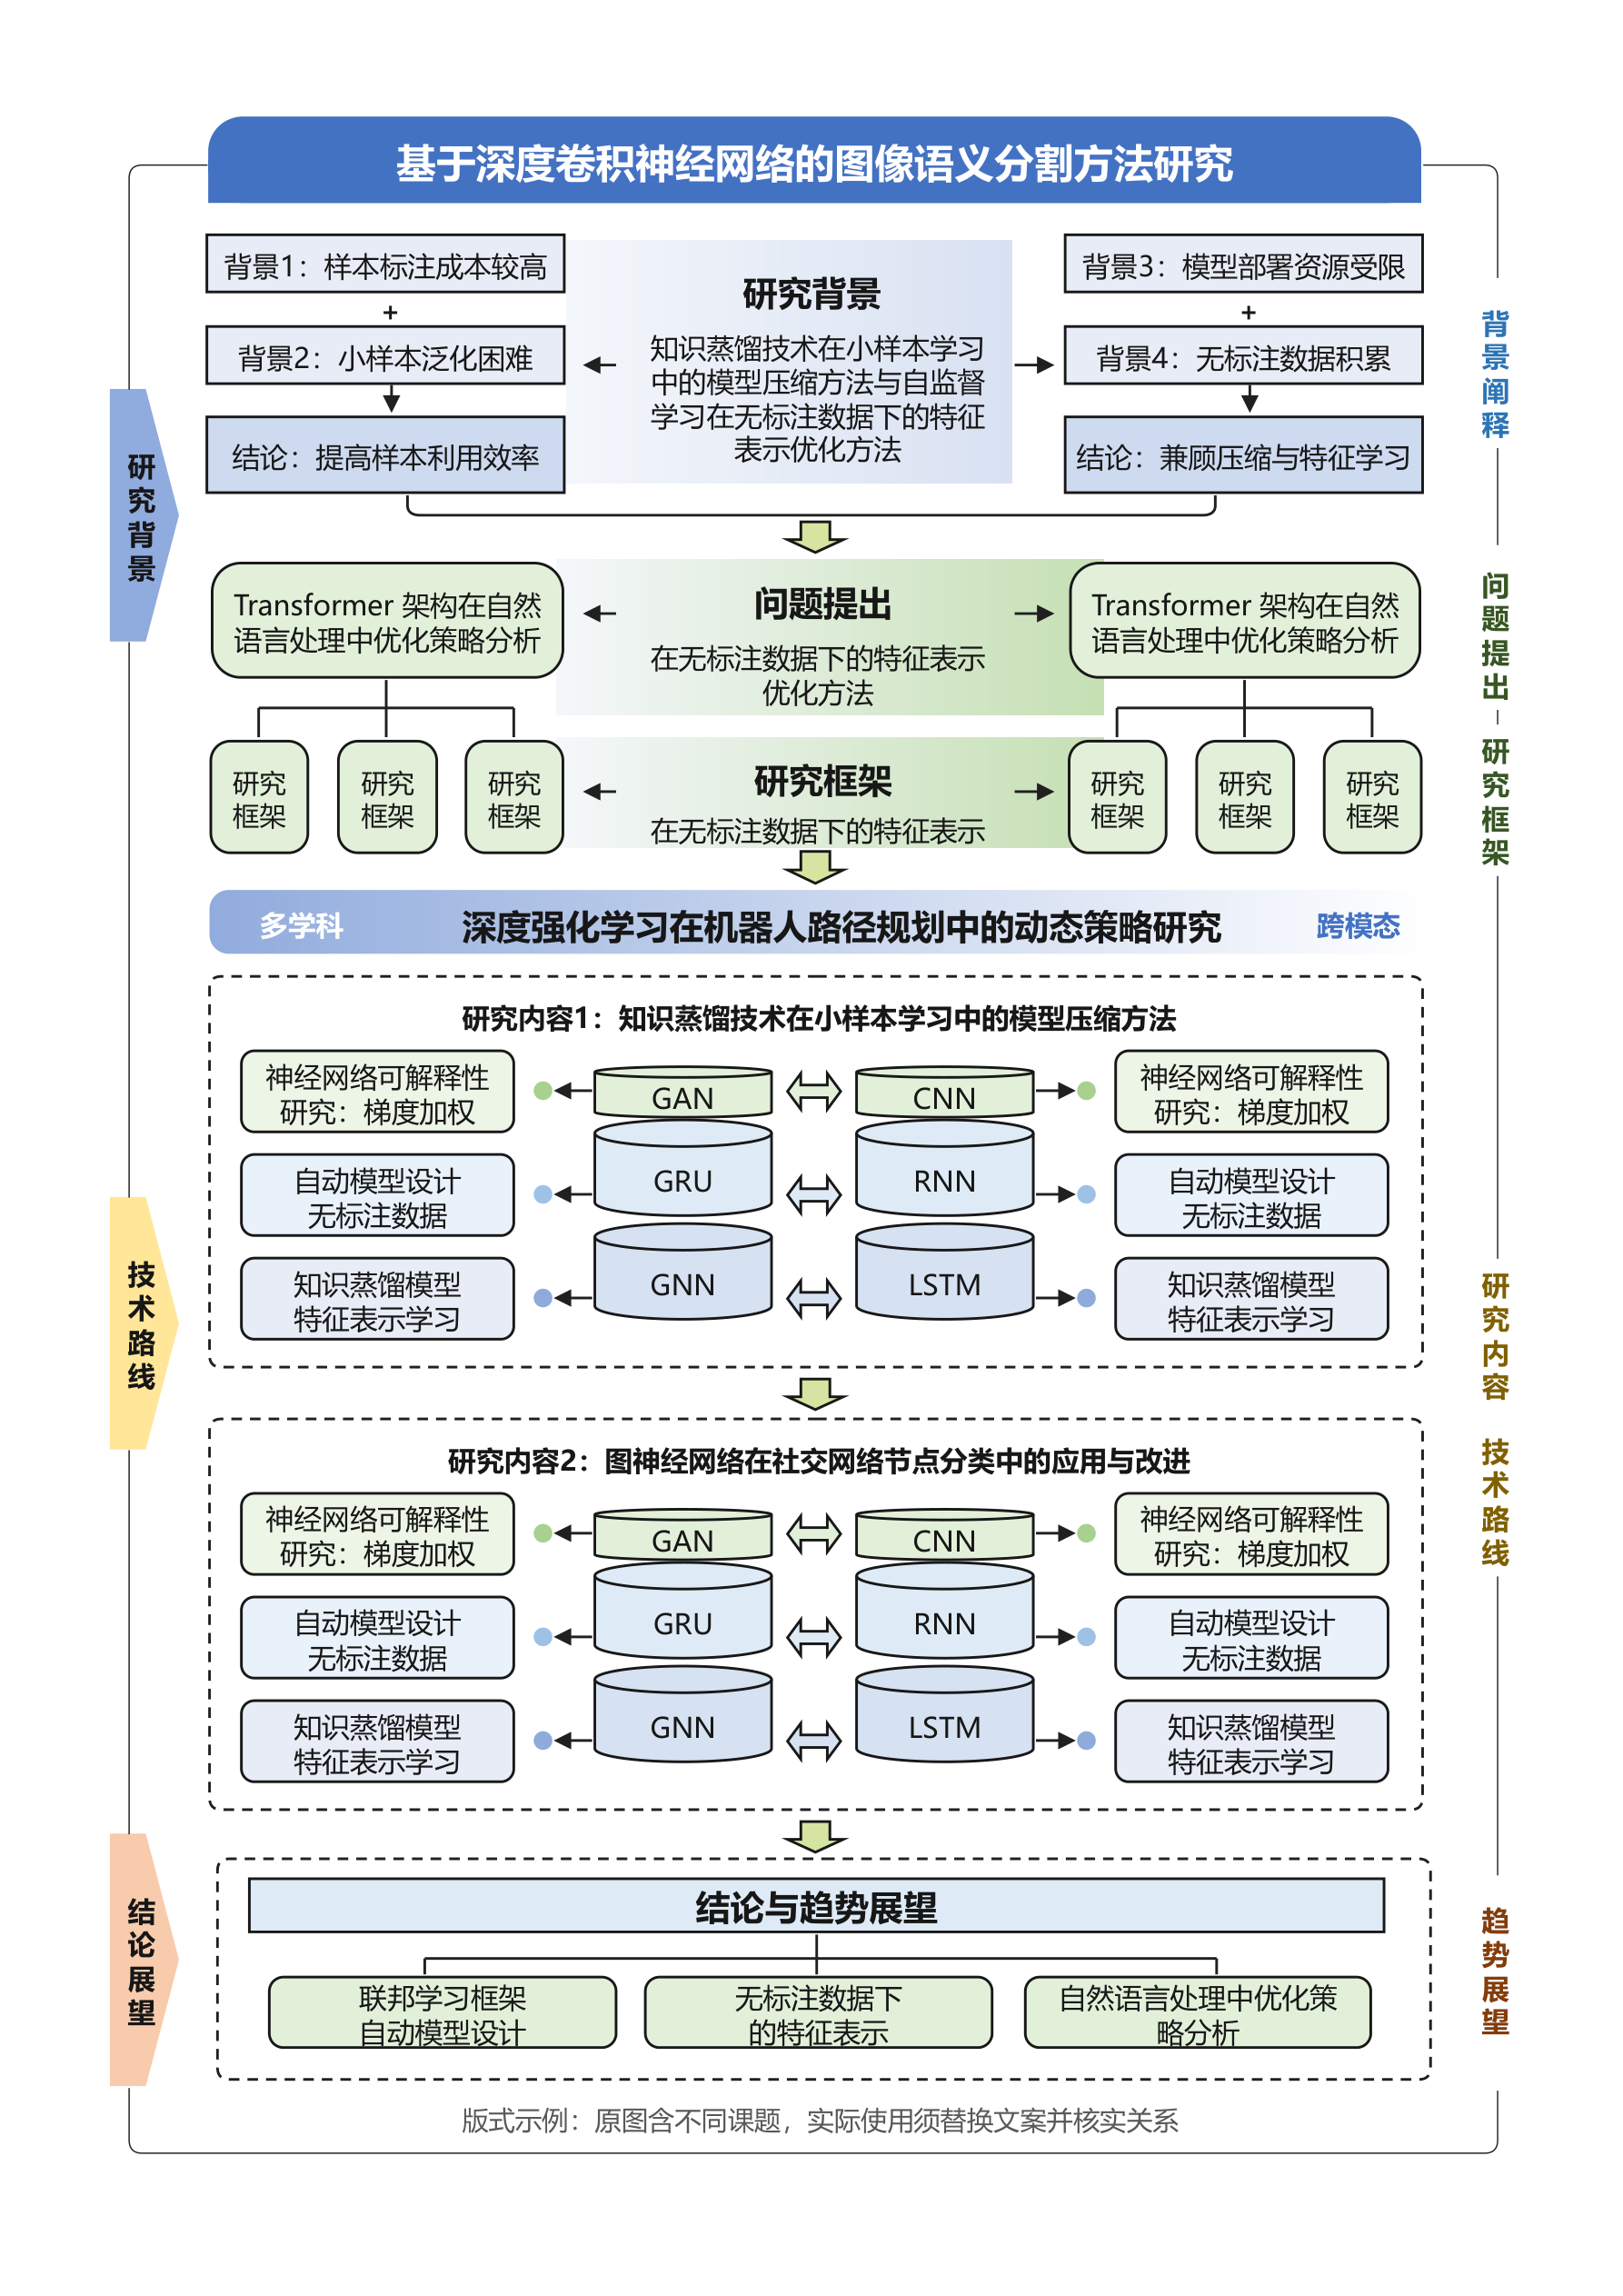 基于深度卷积神经网络的图像语义分割方法研究
背景1：样本标注成本较高
+
背景2：小样本泛化困难
结论：提高样本利用效率
研究背景
知识蒸馏技术在小样本学习
中的模型压缩方法与自监督
学习在无标注数据下的特征
表示优化方法
背景3：模型部署资源受限
+
背景4：无标注数据积累
结论：兼顾压缩与特征学习
研究背景
背景阐释
Transformer 架构在自然
语言处理中优化策略分析
问题提出
在无标注数据下的特征表示
优化方法
Transformer 架构在自然
语言处理中优化策略分析
问题提出
研究
框架
研究
框架
研究
框架
研究框架
在无标注数据下的特征表示
研究
框架
研究
框架
研究
框架
研究框架
多学科
深度强化学习在机器人路径规划中的动态策略研究
跨模态
研究内容1：知识蒸馏技术在小样本学习中的模型压缩方法
神经网络可解释性
研究：梯度加权
GAN
CNN
神经网络可解释性
研究：梯度加权
自动模型设计
无标注数据
GRU
RNN
自动模型设计
无标注数据
知识蒸馏模型
特征表示学习
GNN
LSTM
知识蒸馏模型
特征表示学习
技术路线
研究内容
技术路线
研究内容2：图神经网络在社交网络节点分类中的应用与改进
神经网络可解释性
研究：梯度加权
GAN
CNN
神经网络可解释性
研究：梯度加权
自动模型设计
无标注数据
GRU
RNN
自动模型设计
无标注数据
知识蒸馏模型
特征表示学习
GNN
LSTM
知识蒸馏模型
特征表示学习
结论展望
结论与趋势展望
联邦学习框架
自动模型设计
无标注数据下
的特征表示
自然语言处理中优化策
略分析
趋势展望
版式示例：原图含不同课题，实际使用须替换文案并核实关系